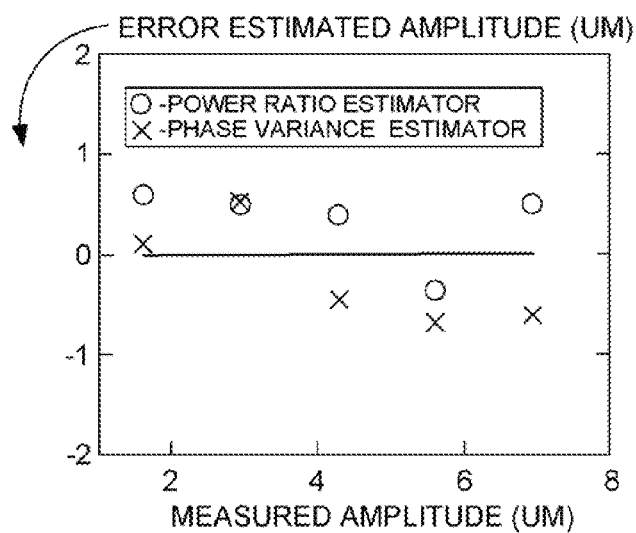 ERROR ESTIMATED AMPLITUDE (UM)
2
○ -POWER RATIO ESTIMATOR
× -PHASE VARIANCE ESTIMATOR
1
0
-1
-2
2 4 6 8
MEASURED AMPLITUDE (UM)